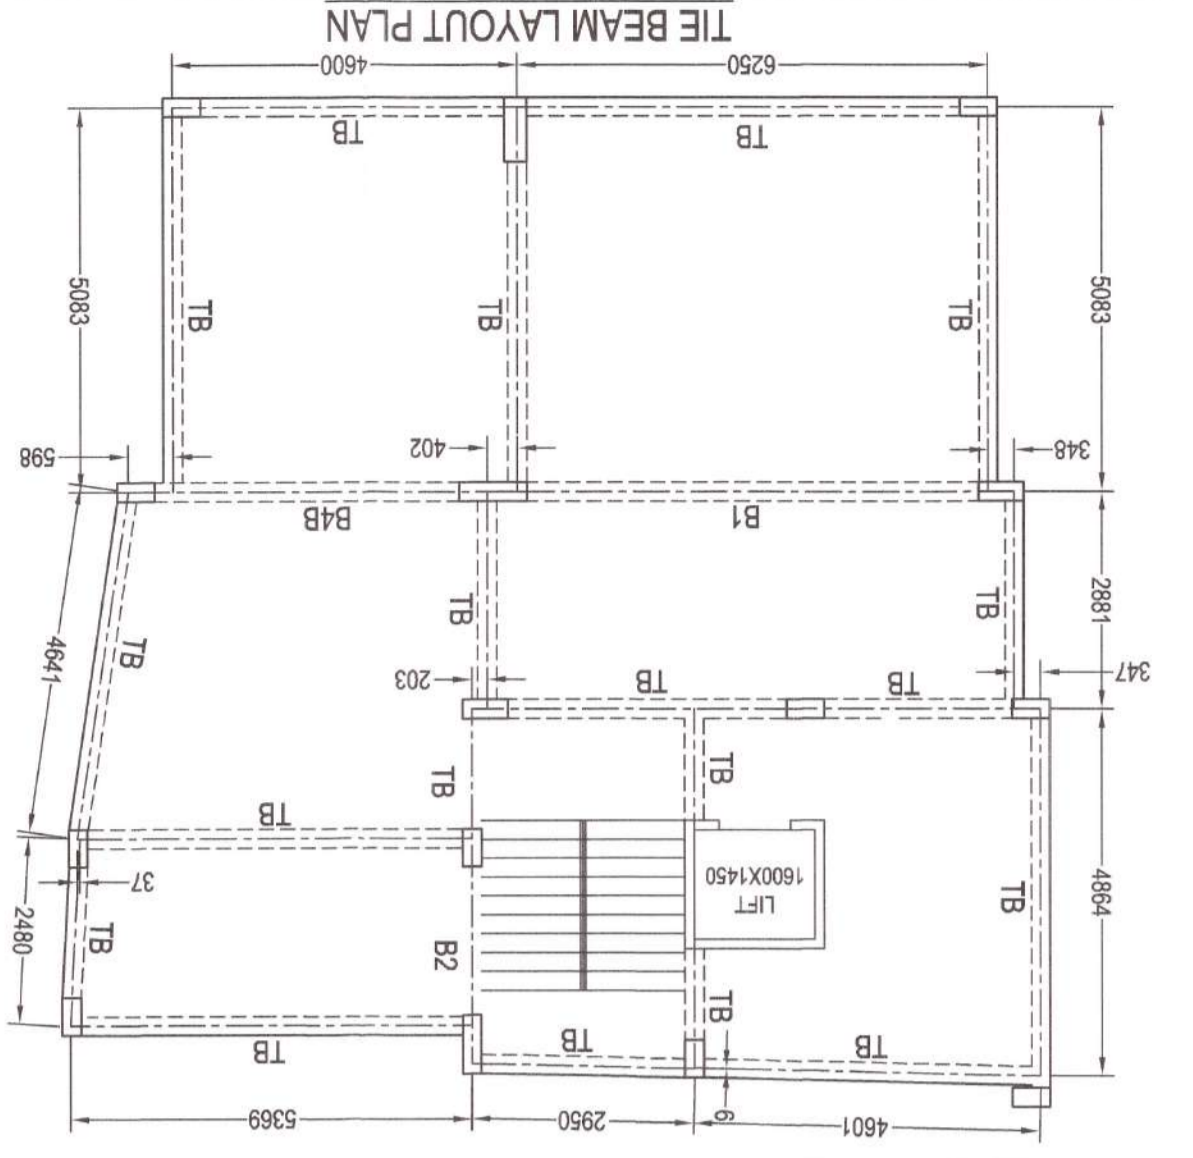 4601
6
2950
5369
TB
TB
TB
TB
B2
TB
2480
4864
TB
LIFT
1600X1450
37
TB
TB
TB
347
TB
TB
203
TB
4641
2881
TB
TB
B1
B4B
348
402
598
5083
TB
TB
TB
5083
TB
TB
6250
4600
TIE BEAM LAYOUT PLAN